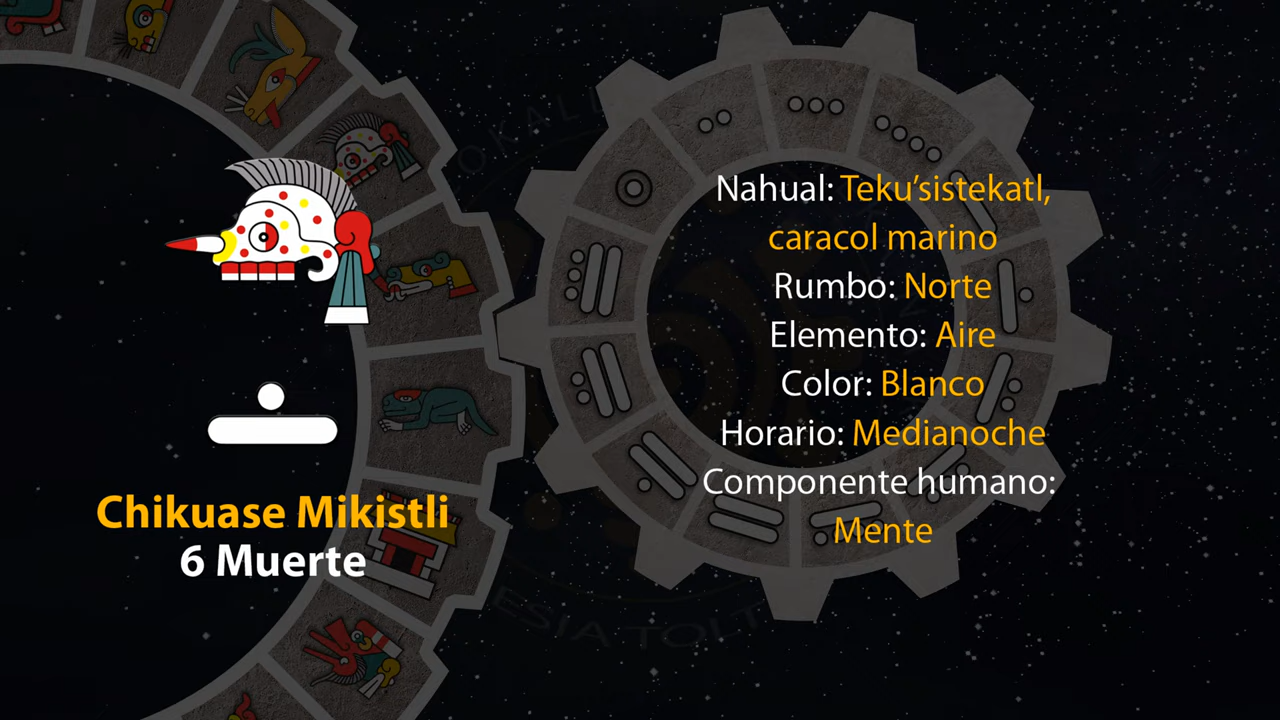 Nahual: Teku'sistekatl,
caracol marino
Rumbo: Norte
Elemento: Aire
Color: Blanco
Horario: Medianoche
Componente humano:
Mente
Chikuase Mikistli
6 Muerte